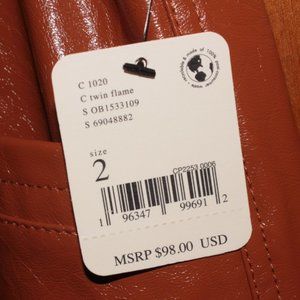 C 1020
C twin flame
S OB1533109
S 69048882
size
2
CP2253 0006
1 96347 99691 2
MSRP $98.00 USD